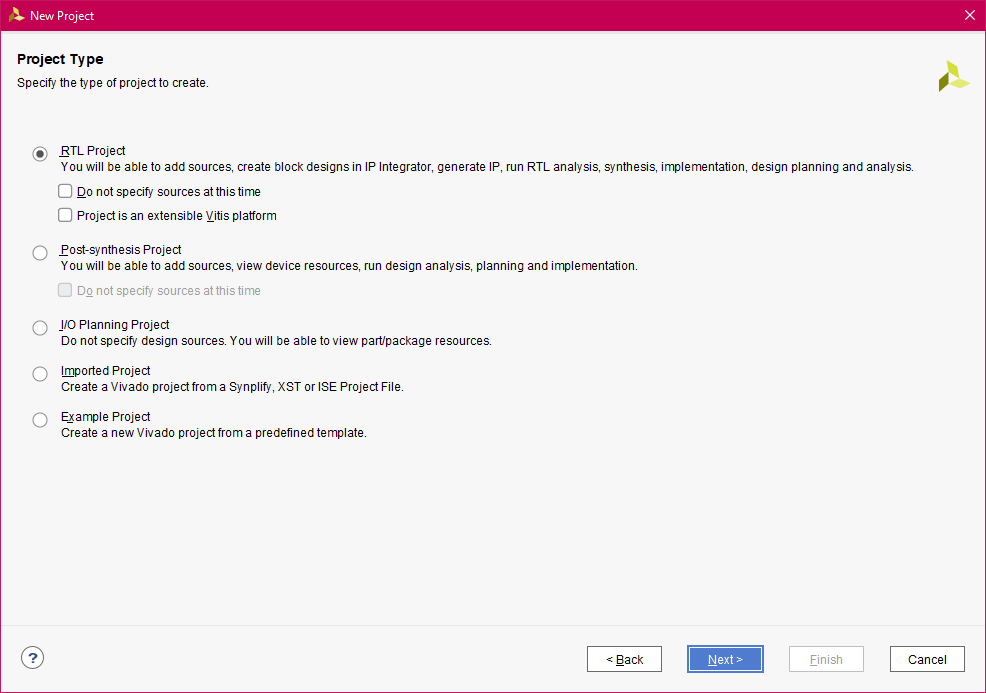 New Project
Project Type
Specify the type of project to create.
RTL Project
You will be able to add sources, create block designs in IP Integrator, generate IP, run RTL analysis, synthesis, implementation, design planning and analysis.
Do not specify sources at this time
Project is an extensible Vitis platform
Post-synthesis Project
You will be able to add sources, view device resources, run design analysis, planning and implementation.
Do not specify sources at this time
I/O Planning Project
Do not specify design sources. You will be able to view part/package resources.
Imported Project
Create a Vivado project from a Synplify, XST or ISE Project File.
Example Project
Create a new Vivado project from a predefined template.
? < Back Next > Finish Cancel